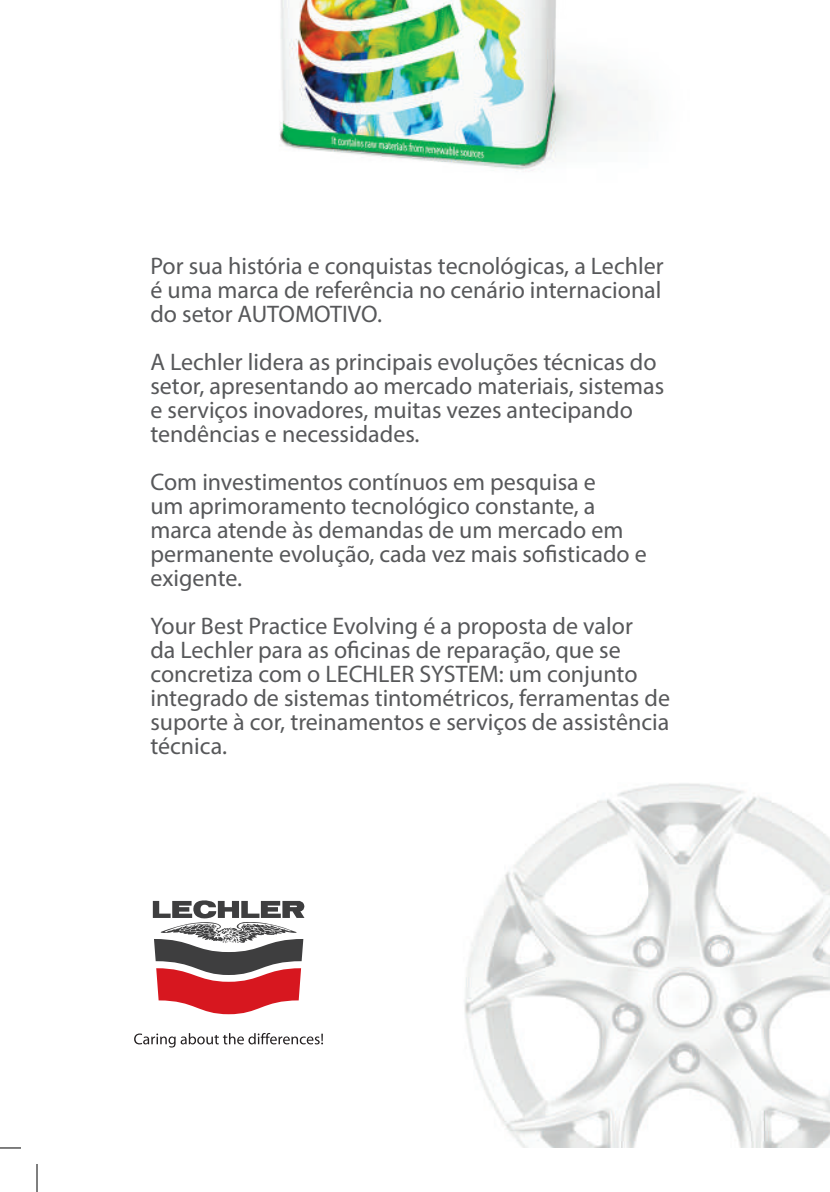 It contains raw materials from renewable sources
Por sua história e conquistas tecnológicas, a Lechler
é uma marca de referência no cenário internacional
do setor AUTOMOTIVO.
A Lechler lidera as principais evoluções técnicas do
setor, apresentando ao mercado materiais, sistemas
e serviços inovadores, muitas vezes antecipando
tendências e necessidades.
Com investimentos contínuos em pesquisa e
um aprimoramento tecnológico constante, a
marca atende às demandas de um mercado em
permanente evolução, cada vez mais sofisticado e
exigente.
Your Best Practice Evolving é a proposta de valor
da Lechler para as oficinas de reparação, que se
concretiza com o LECHLER SYSTEM: um conjunto
integrado de sistemas tintométricos, ferramentas de
suporte à cor, treinamentos e serviços de assistência
técnica.
LECHLER
Caring about the differences!